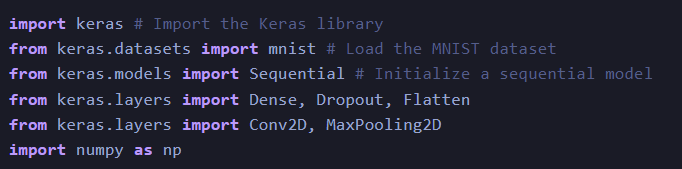 import keras # Import the Keras library
from keras.datasets import mnist # Load the MNIST dataset
from keras.models import Sequential # Initialize a sequential model
from keras.layers import Dense, Dropout, Flatten
from keras.layers import Conv2D, MaxPooling2D
import numpy as np